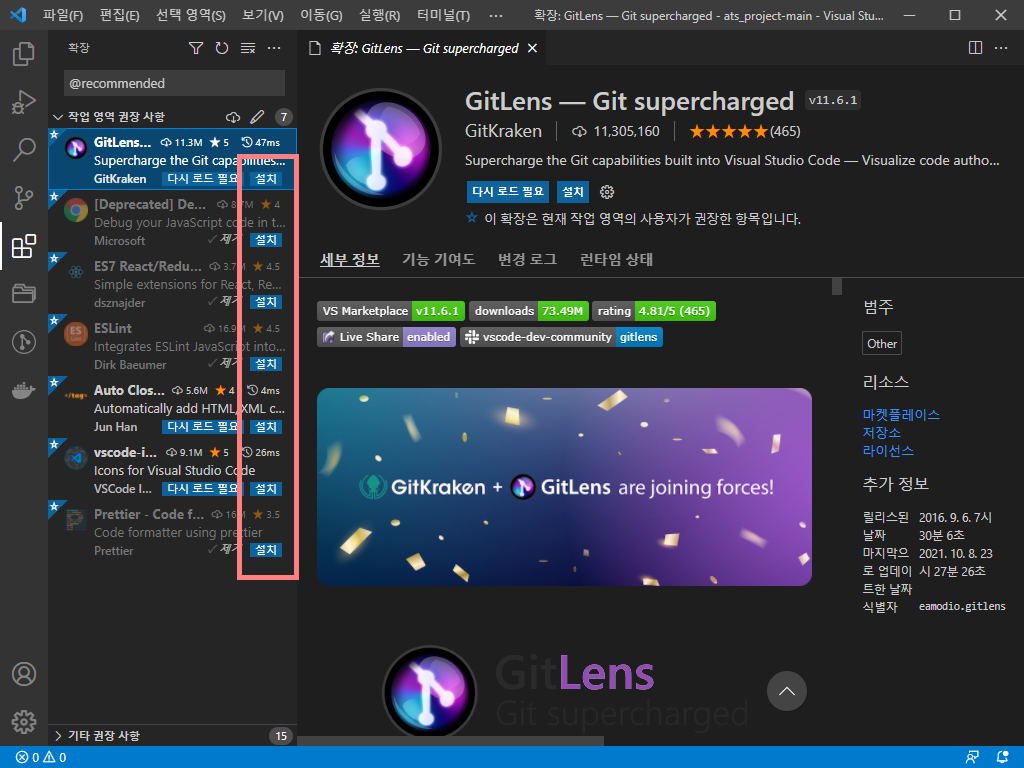 파일(F) 편집(E) 선택 영역(S) 보기(V) 이동(G) 실행(R) 터미널(T) ··· 확장: GitLens — Git supercharged - ats_project-main - Visual Stu...
확장
@recommended
작업 영역 권장 사항 7
GitLens... 11.3M 5 47ms
Supercharge the Git capabilities...
GitKraken 다시 로드 필요 설치
[Deprecated] De... 8.7M 4
Debug your JavaScript code in t...
Microsoft 제거 설치
ES7 React/Redu... 3.7M 4.5
Simple extensions for React, Re...
dsznajder 제거 설치
ESLint 16.9M 4.5
Integrates ESLint JavaScript into...
Dirk Baeumer 제거 설치
Auto Clos... 5.6M 4 4ms
Automatically add HTML/XML c...
Jun Han 다시 로드 필요 설치
vscode-i... 9.1M 5 26ms
Icons for Visual Studio Code
VSCode I... 다시 로드 필요 설치
Prettier - Code f... 16M 3.5
Code formatter using prettier
Prettier 제거 설치
기타 권장 사항 15
확장: GitLens — Git supercharged
GitLens — Git supercharged v11.6.1
GitKraken 11,305,160 (465)
Supercharge the Git capabilities built into Visual Studio Code — Visualize code autho...
다시 로드 필요 설치
이 확장은 현재 작업 영역의 사용자가 권장한 항목입니다.
세부 정보 기능 기여도 변경 로그 런타임 상태
VS Marketplace v11.6.1 downloads 73.49M rating 4.81/5 (465)
Live Share enabled vscode-dev-community gitlens
GitKraken + GitLens are joining forces!
GitLens
Git supercharged
범주
Other
리소스
마켓플레이스
저장소
라이선스
추가 정보
릴리스된 날짜 2016. 9. 6. 7시 30분 6초
마지막으로 업데이트한 날짜 2021. 10. 8. 23시 27분 26초
식별자 eamodio.gitlens
0 0